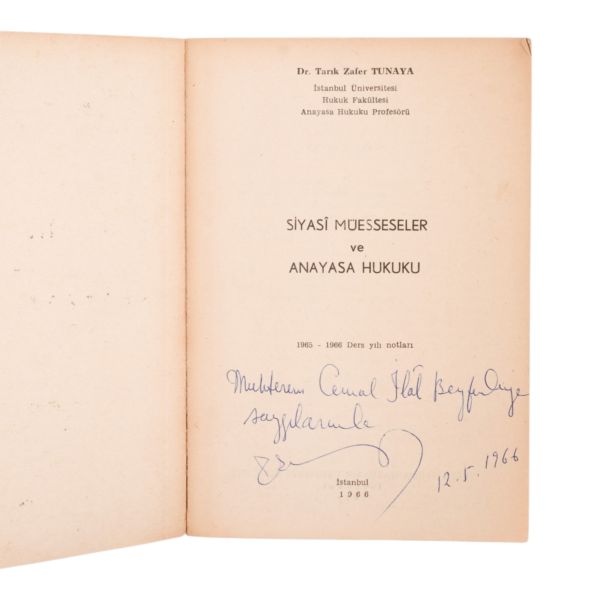 Dr. Tarık Zafer TUNAYA
İstanbul Üniversitesi
Hukuk Fakültesi
Anayasa Hukuku Profesörü
SİYASÎ MÜESSESELER
ve
ANAYASA HUKUKU
1965 - 1966 Ders yılı notları
Muhterem Cemal Beyfendiye
saygılarımla
12.5.1966
İstanbul
1966